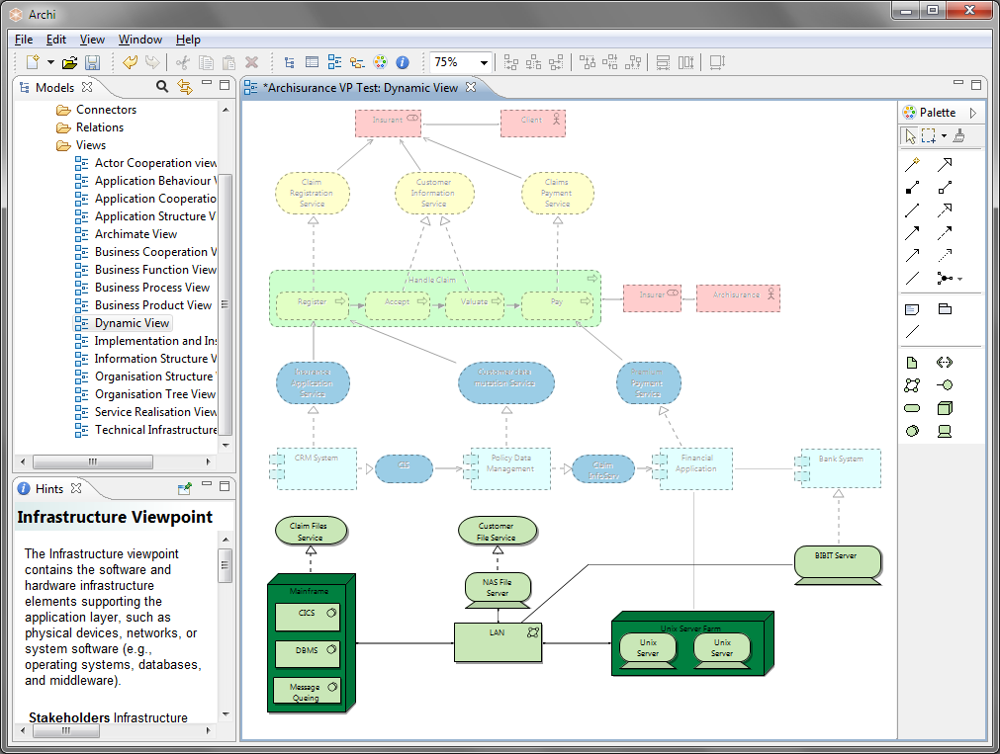 Archi
File Edit View Window Help
75%
Models
*Archisurance VP Test: Dynamic View
Palette
Connectors
Relations
Views
Actor Cooperation view
Application Behaviour V
Application Cooperatio
Application Structure V
Archimate View
Business Cooperation V
Business Function View
Business Process View
Business Product View
Dynamic View
Implementation and Ins
Information Structure V
Organisation Structure
Organisation Tree View
Service Realisation View
Technical Infrastructure
Hints
Infrastructure Viewpoint
The Infrastructure viewpoint
contains the software and
hardware infrastructure
elements supporting the
application layer, such as
physical devices, networks, or
system software (e.g.,
operating systems, databases,
and middleware).
Stakeholders Infrastructure
Insurant
Client
Claim
Registration
Service
Customer
Information
Service
Claims
Payment
Service
Handle Claim
Register
Accept
Valuate
Pay
Insurer
Archisurance
Insurance
Application
Service
Customer data
mutation Service
Premium
Payment
Service
CRM System
CIS
Policy Data
Management
Claim
InfoServ
Financial
Application
Bank System
Claim Files
Service
Customer
File Service
BIBIT Server
Mainframe
CICS
DBMS
Message
Queing
NAS File
Server
LAN
Unix Server Farm
Unix
Server
Unix
Server